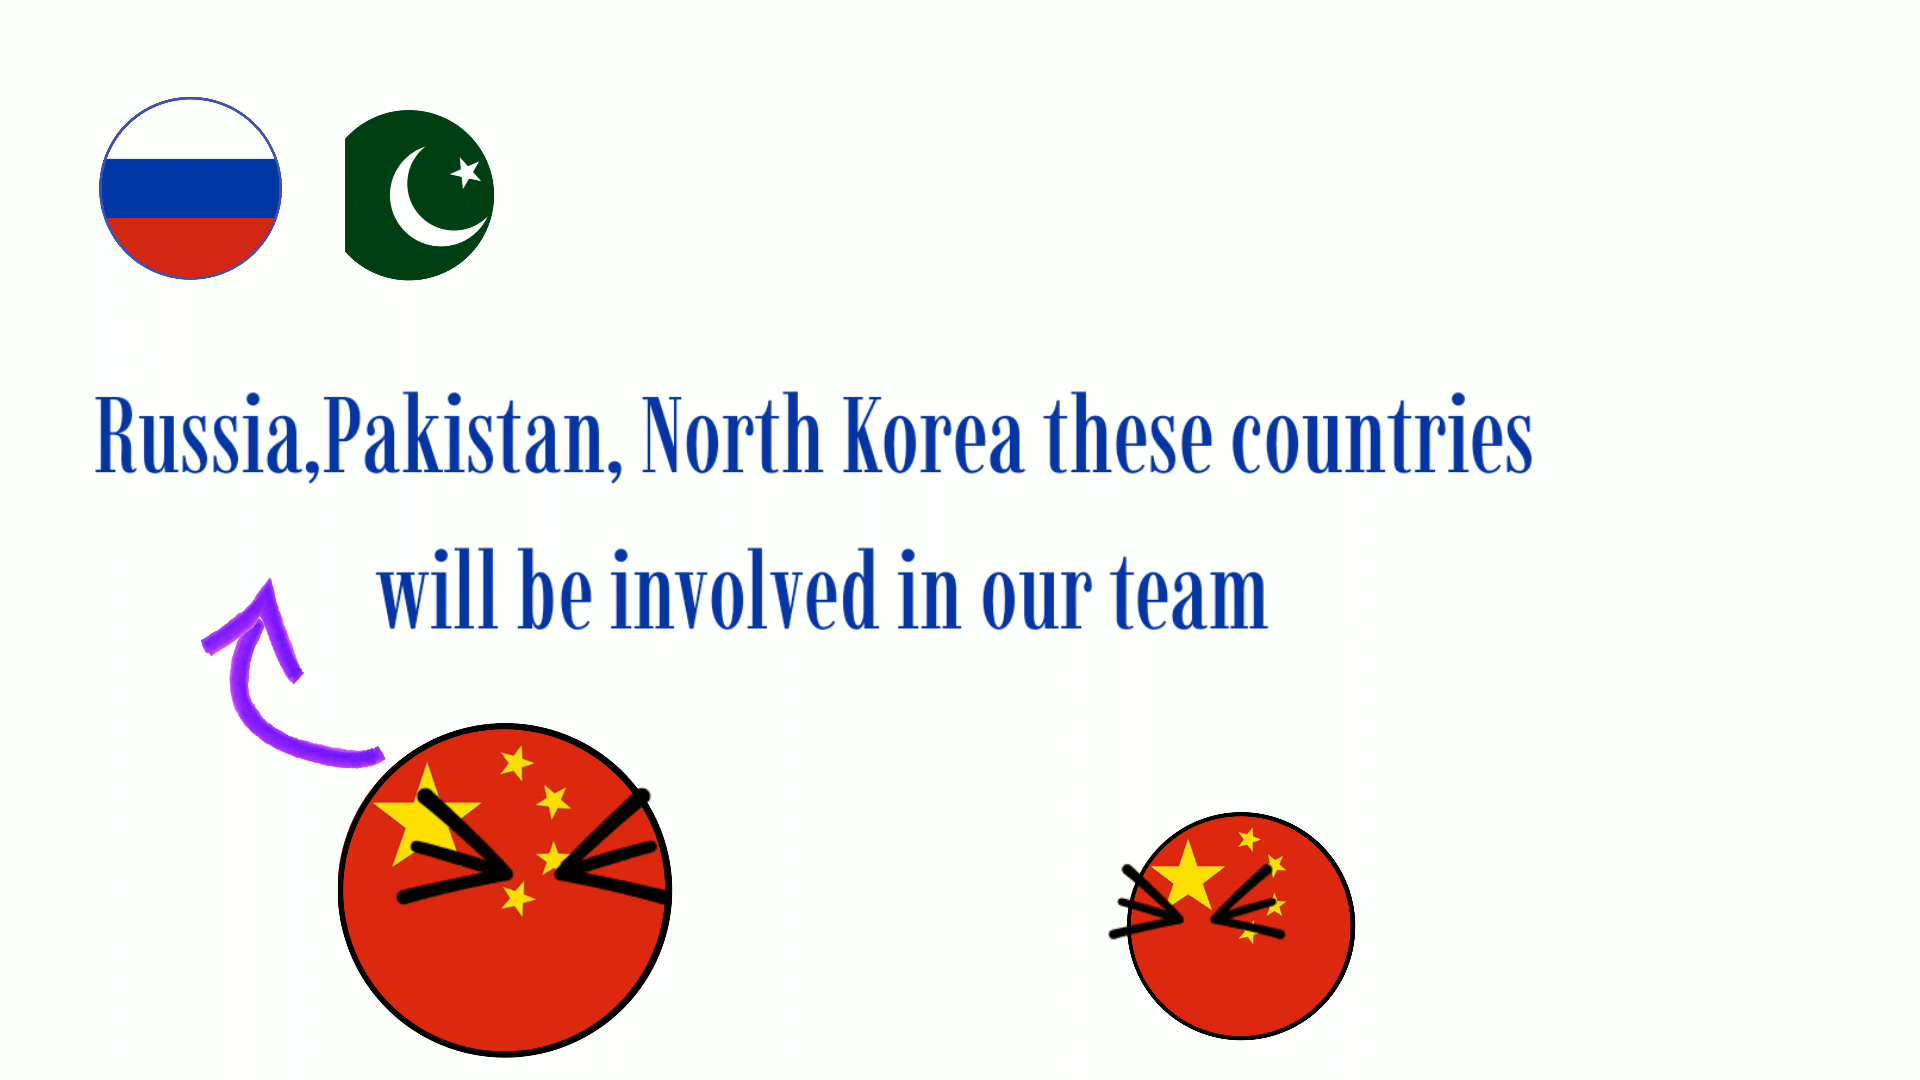 Russia,Pakistan, North Korea these countries
will be involved in our team